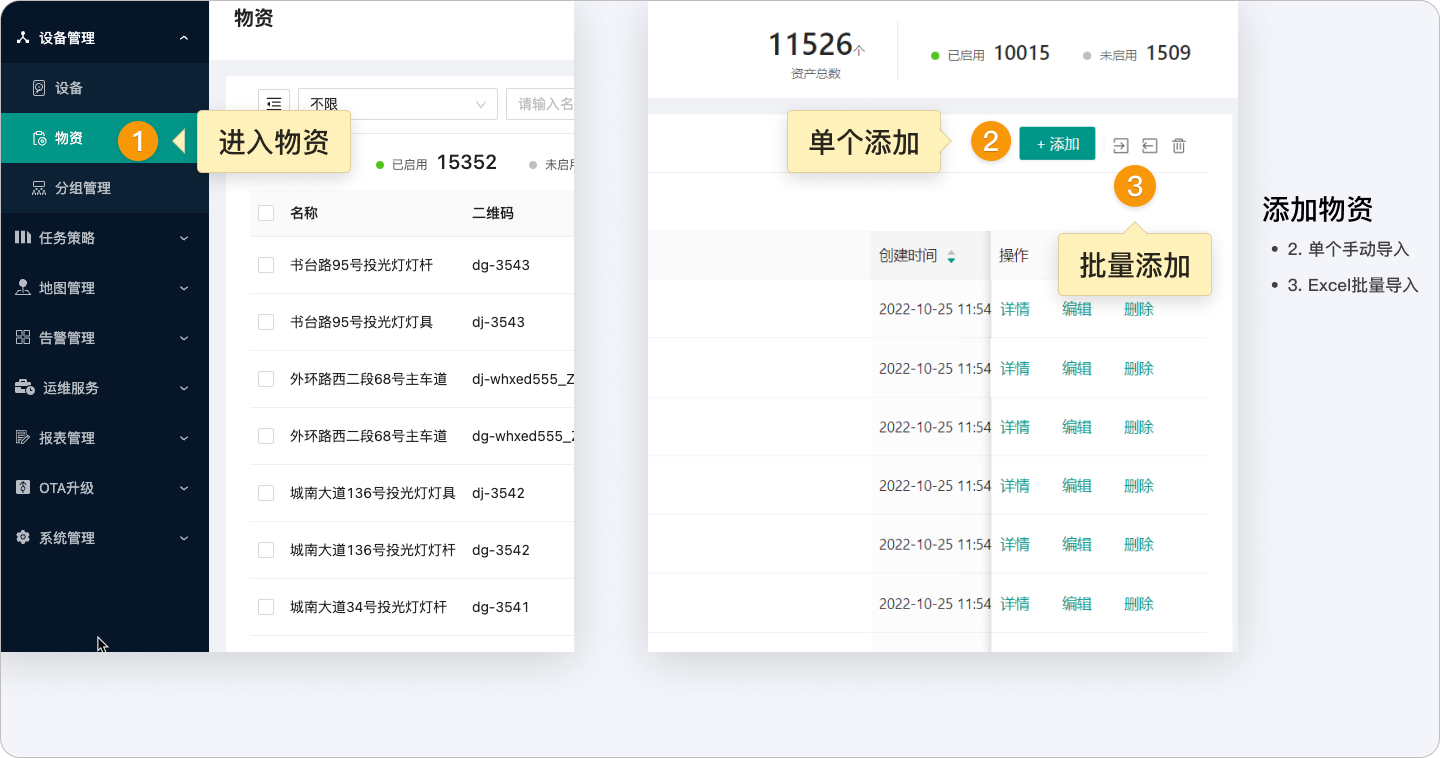 设备管理
设备
物资
分组管理
任务策略
地图管理
告警管理
运维服务
报表管理
OTA升级
系统管理
1
进入物资
物资
不限
请输入名
已启用 15352
未启用
名称 二维码
书台路95号投光灯灯杆 dg-3543
书台路95号投光灯灯具 dj-3543
外环路西二段68号主车道 dj-whxed555_Z
外环路西二段68号主车道 dg-whxed555_Z
城南大道136号投光灯灯具 dj-3542
城南大道136号投光灯灯杆 dg-3542
城南大道34号投光灯灯杆 dg-3541
11526个
资产总数
已启用 10015
未启用 1509
单个添加
2
+ 添加
3
批量添加
创建时间 操作
2022-10-25 11:54 详情 编辑 删除
2022-10-25 11:54 详情 编辑 删除
2022-10-25 11:54 详情 编辑 删除
2022-10-25 11:54 详情 编辑 删除
2022-10-25 11:54 详情 编辑 删除
2022-10-25 11:54 详情 编辑 删除
添加物资
• 2. 单个手动导入
• 3. Excel批量导入